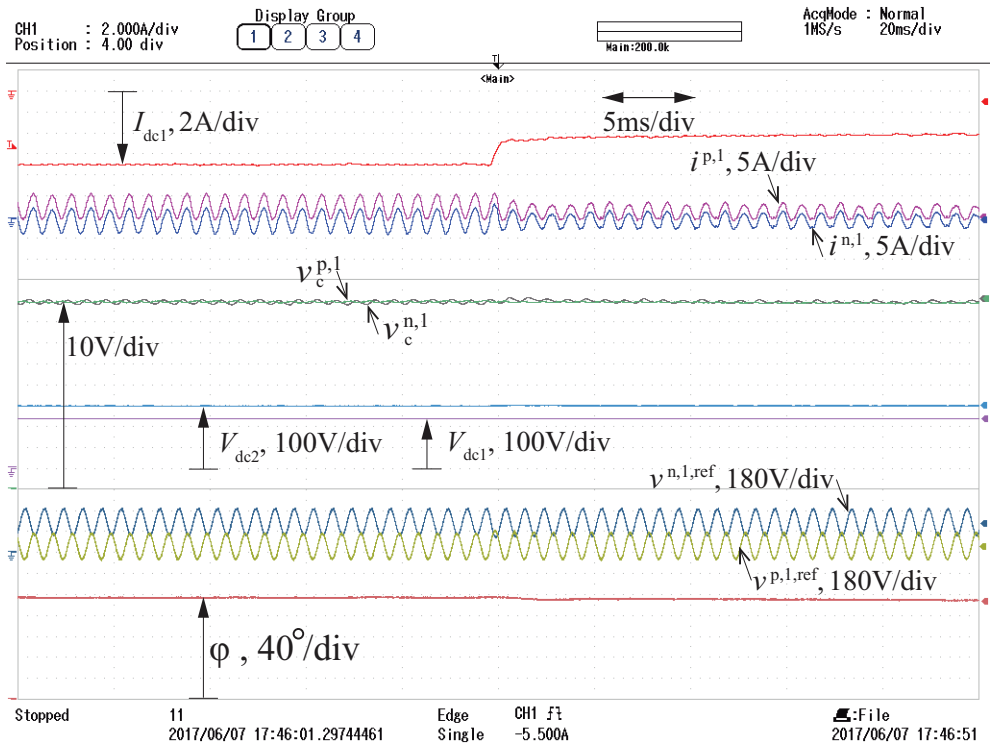 CH1 : 2.000A/div
Position : 4.00 div
Display Group
1 2 3 4
Main:200.0k
AcqMode : Normal
1MS/s 20ms/div
T
<Main>
I_dc1, 2A/div
5ms/div
i^p,1, 5A/div
i^n,1, 5A/div
v_c^p,1
v_c^n,1
10V/div
V_dc2, 100V/div
V_dc1, 100V/div
v^n,1,ref, 180V/div
v^p,1,ref, 180V/div
φ , 40°/div
Stopped 11 Edge CH1 :File
2017/06/07 17:46:01.29744461 Single -5.500A 2017/06/07 17:46:51